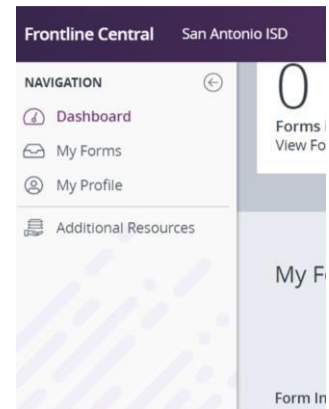 Frontline Central San Antonio ISD
NAVIGATION
Dashboard
My Forms
My Profile
Additional Resources
0
Forms
View Fo
My Fo
Form In